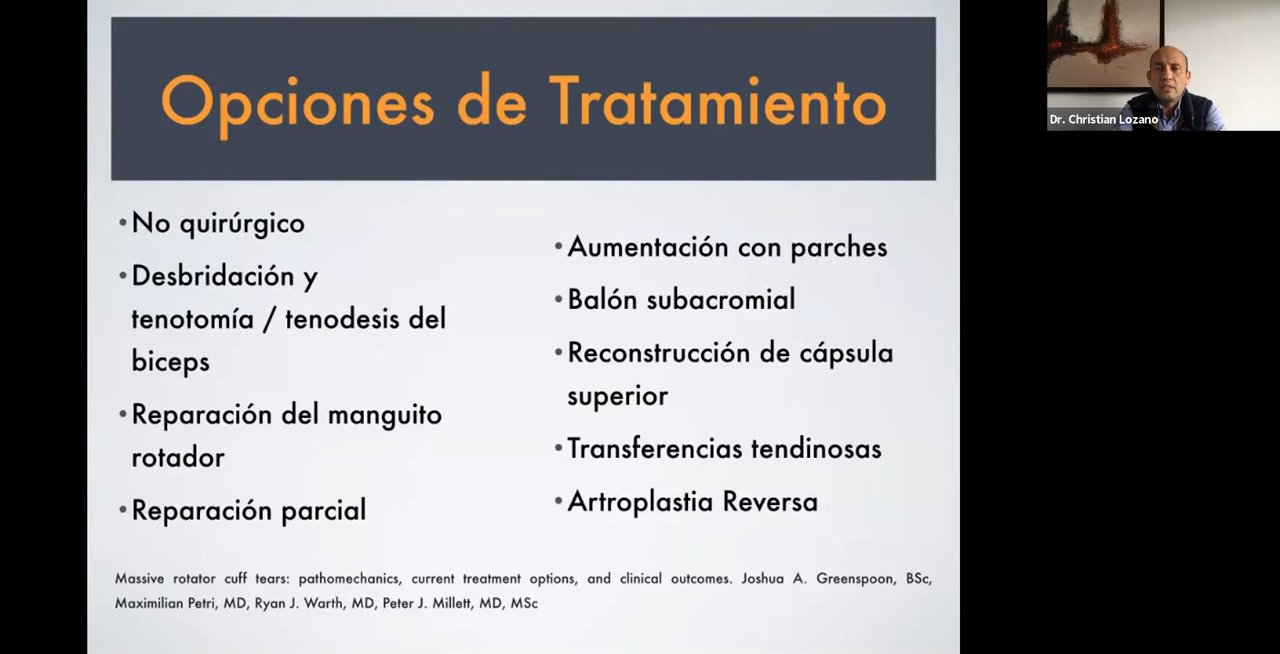 Opciones de Tratamiento
•No quirúrgico
•Desbridación y
tenotomía / tenodesis del
biceps
•Reparación del manguito
rotador
•Reparación parcial
•Aumentación con parches
•Balón subacromial
•Reconstrucción de cápsula
superior
•Transferencias tendinosas
•Artroplastia Reversa
Massive rotator cuff tears: pathomechanics, current treatment options, and clinical outcomes. Joshua A. Greenspoon, BSc,
Maximilian Petri, MD, Ryan J. Warth, MD, Peter J. Millett, MD, MSc
Dr. Christian Lozano